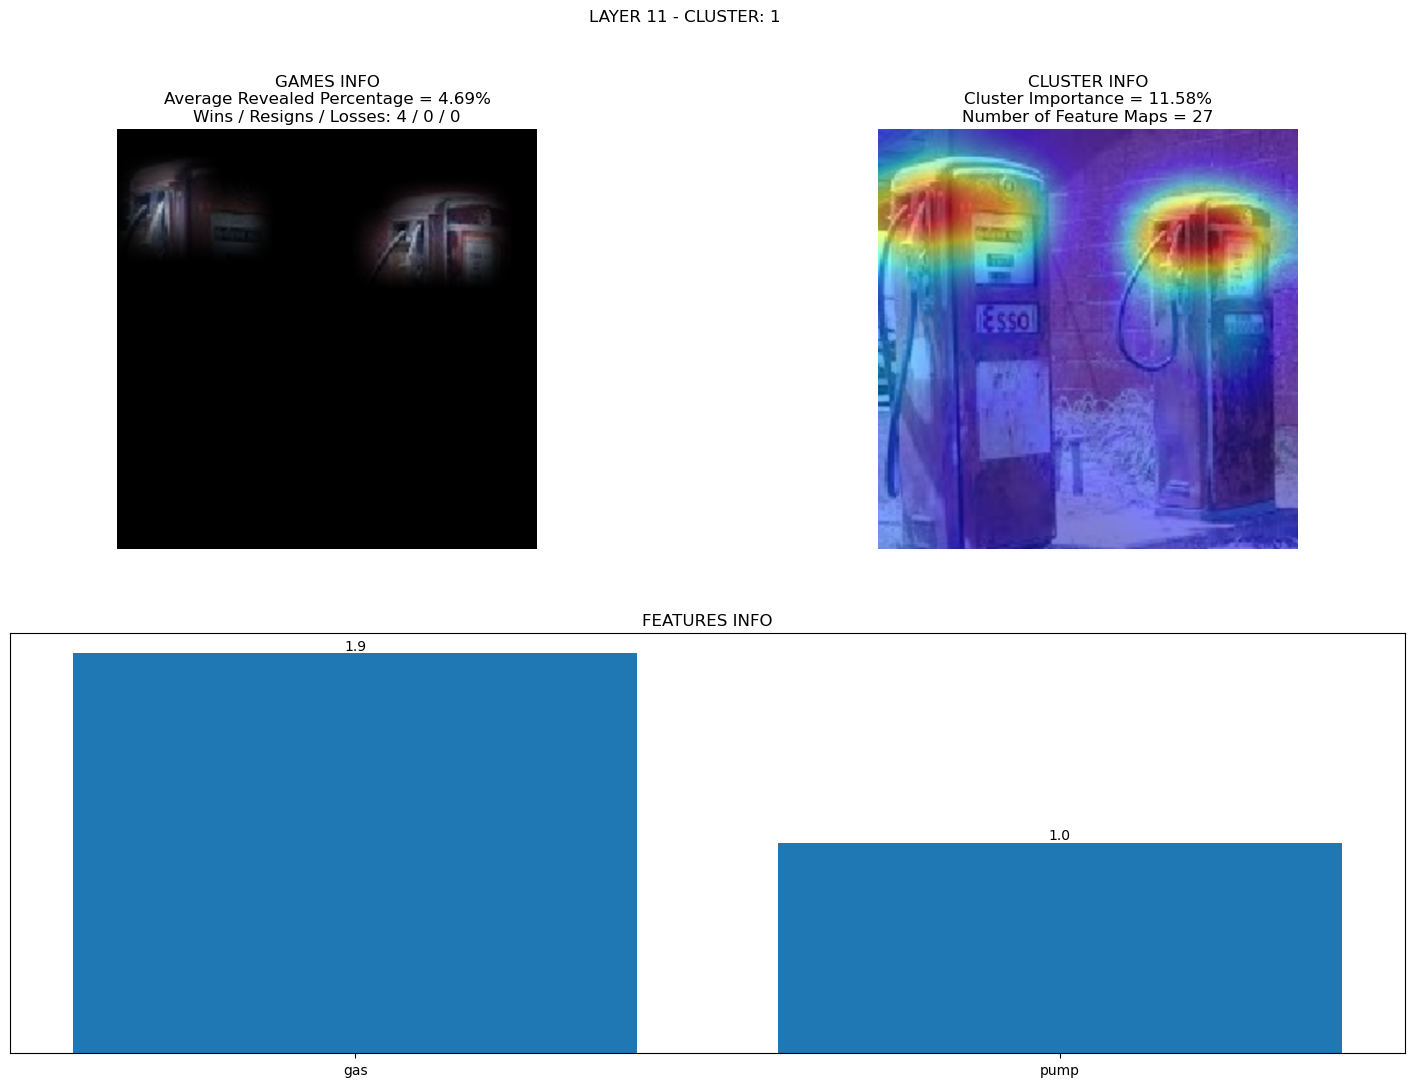 LAYER 11 - CLUSTER: 1
GAMES INFO
Average Revealed Percentage = 4.69%
Wins / Resigns / Losses: 4 / 0 / 0
CLUSTER INFO
Cluster Importance = 11.58%
Number of Feature Maps = 27
ESSO
FEATURES INFO
1.9
1.0
gas
pump